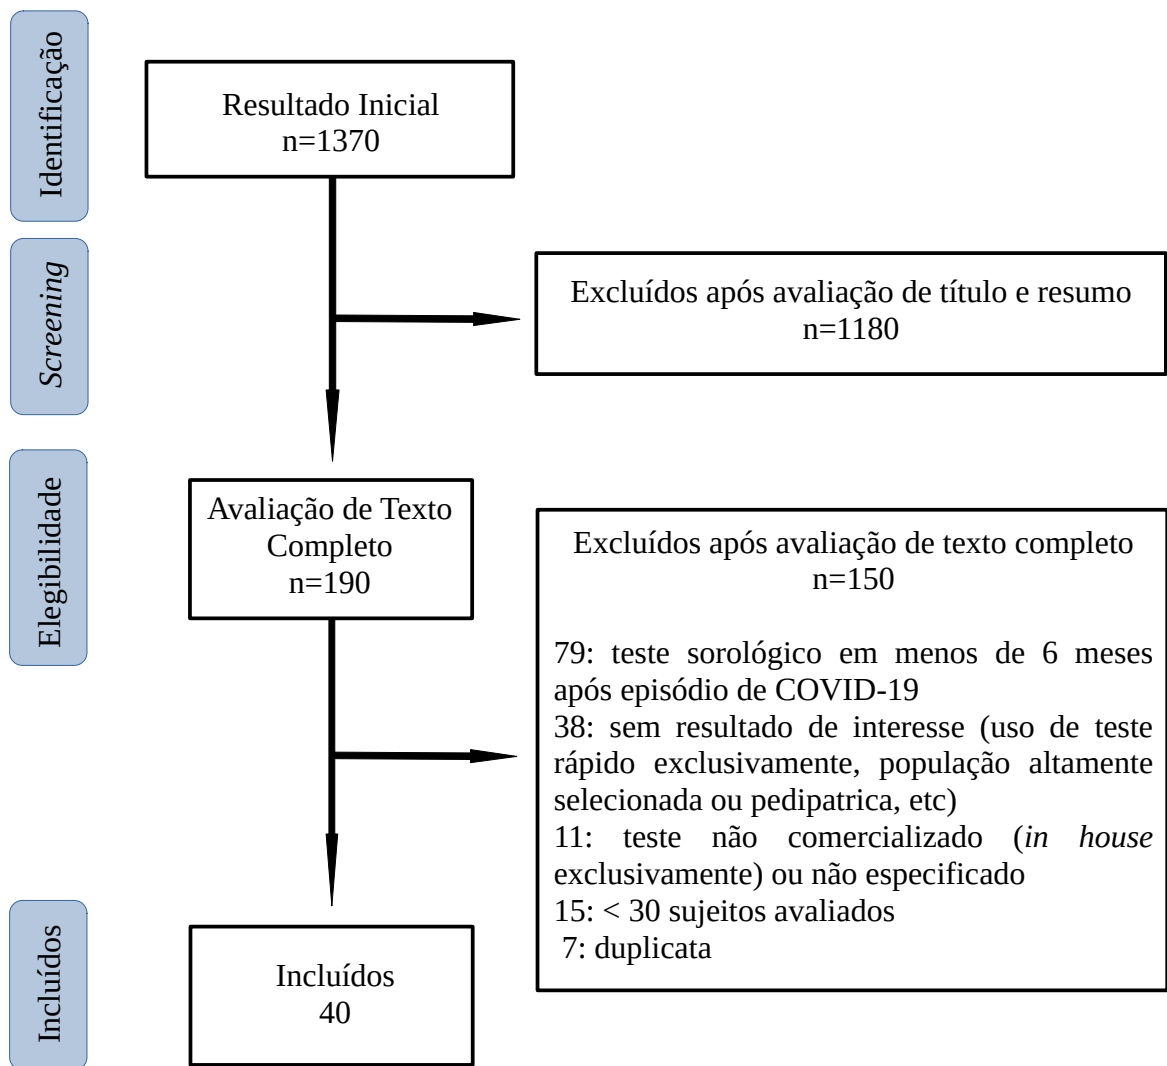 Identificação
Resultado Inicial
n=1370
Screening
Excluídos após avaliação de título e resumo
n=1180
Elegibilidade
Avaliação de Texto
Completo
n=190
Excluídos após avaliação de texto completo
n=150
79: teste sorológico em menos de 6 meses
após episódio de COVID-19
38: sem resultado de interesse (uso de teste
rápido exclusivamente, população altamente
selecionada ou pedipatrica, etc)
11: teste não comercializado (in house
exclusivamente) ou não especificado
15: < 30 sujeitos avaliados
7: duplicata
Incluídos
Incluídos
40